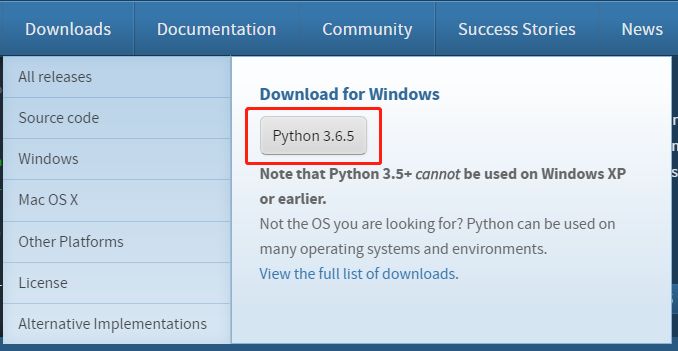 Downloads Documentation Community Success Stories News
All releases
Source code
Windows
Mac OS X
Other Platforms
License
Alternative Implementations
Download for Windows
Python 3.6.5
Note that Python 3.5+ cannot be used on Windows XP
or earlier.
Not the OS you are looking for? Python can be used on
many operating systems and environments.
View the full list of downloads.